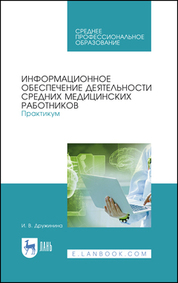 СРЕДНЕЕ
ПРОФЕССИОНАЛЬНОЕ
ОБРАЗОВАНИЕ
ИНФОРМАЦИОННОЕ
ОБЕСПЕЧЕНИЕ ДЕЯТЕЛЬНОСТИ
СРЕДНИХ МЕДИЦИНСКИХ
РАБОТНИКОВ
Практикум
И. В. Дружинина
ЛАНЬ
E.LANBOOK.COM